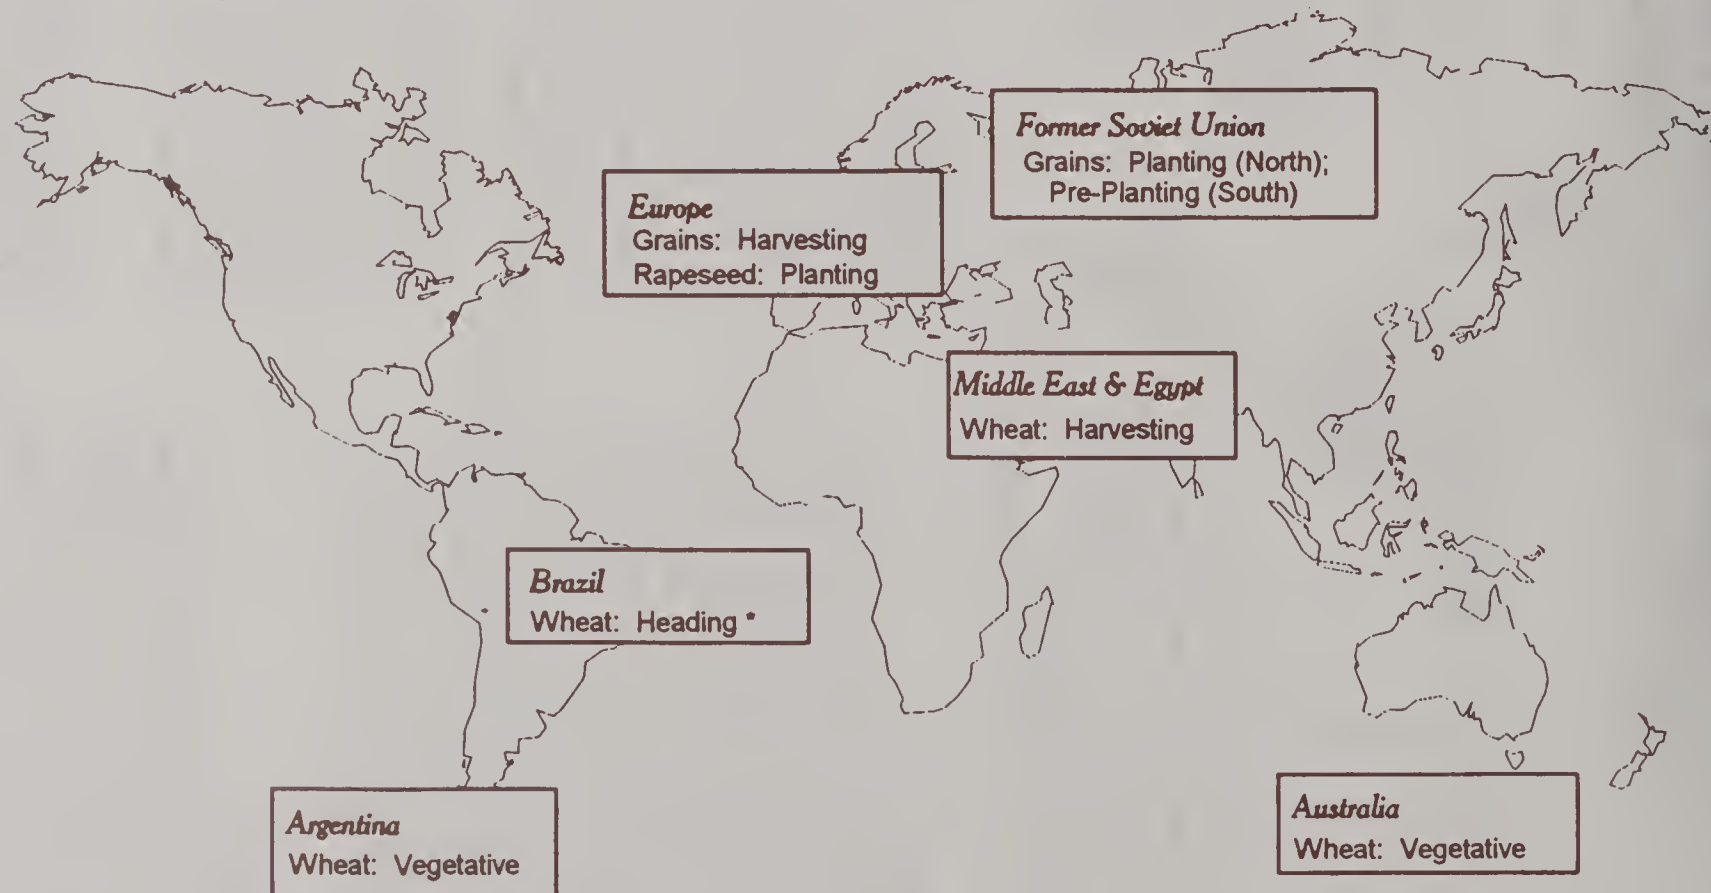 Former Soviet Union
Grains: Planting (North);
Pre-Planting (South)
Europe
Grains: Harvesting
Rapeseed: Planting
Middle East & Egypt
Wheat: Harvesting
Brazil
Wheat: Heading *
Argentina
Wheat: Vegetative
Australia
Wheat: Vegetative